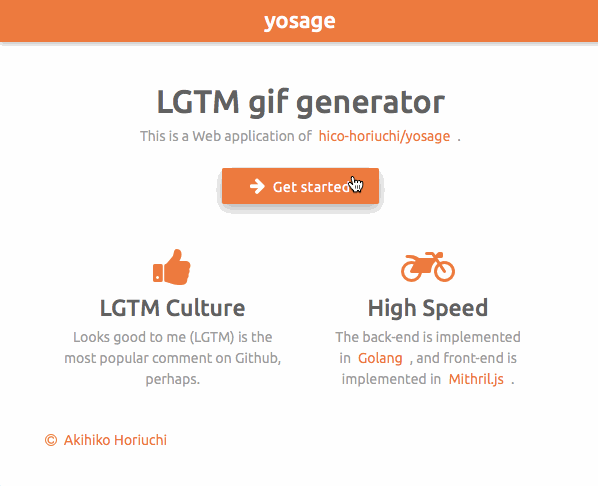 yosage
LGTM gif generator
This is a Web application of hico-horiuchi/yosage .
Get started
LGTM Culture
Looks good to me (LGTM) is the
most popular comment on Github,
perhaps.
High Speed
The back-end is implemented
in Golang , and front-end is
implemented in Mithril.js .
© Akihiko Horiuchi